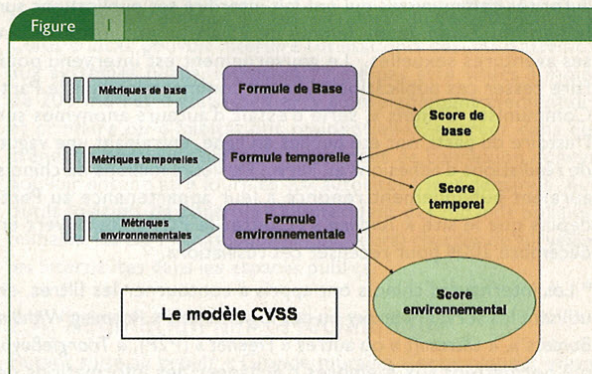 Figure 1
Métriques de base
Formule de Base
Score de
base
Métriques temporelles
Formule temporelle
Score
temporel
Métriques
environnementales
Formule
environnementale
Score
environnemental
Le modèle CVSS